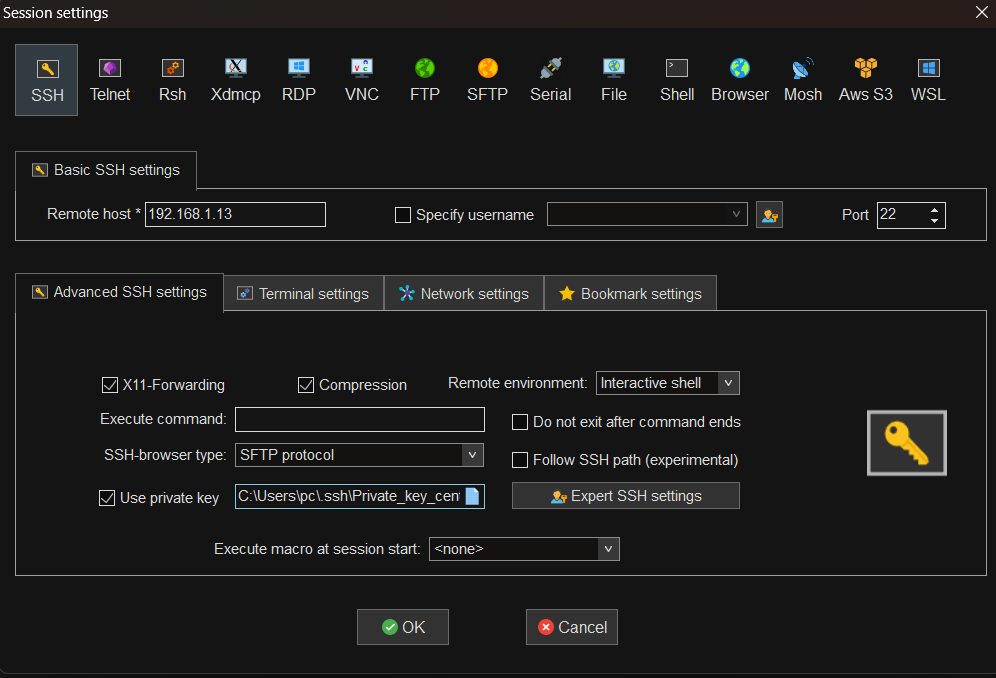 Session settings
SSH Telnet Rsh Xdmcp RDP VNC FTP SFTP Serial File Shell Browser Mosh Aws S3 WSL
Basic SSH settings
Remote host * 192.168.1.13 Specify username Port 22
Advanced SSH settings Terminal settings Network settings Bookmark settings
X11-Forwarding Compression Remote environment: Interactive shell
Execute command: Do not exit after command ends
SSH-browser type: SFTP protocol Follow SSH path (experimental)
Use private key C:\Users\pc\.ssh\Private_key_cent Expert SSH settings
Execute macro at session start: <none>
OK Cancel